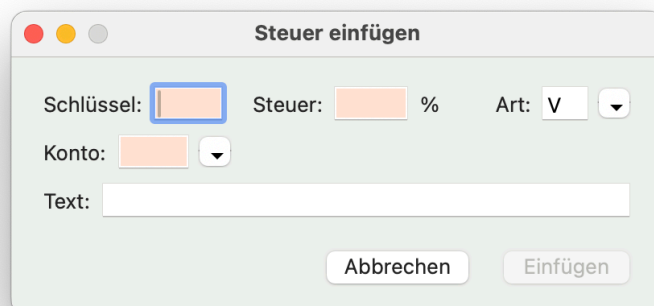 Steuer einfügen
Schlüssel: Steuer: % Art: V
Konto:
Text:
Abbrechen Einfügen